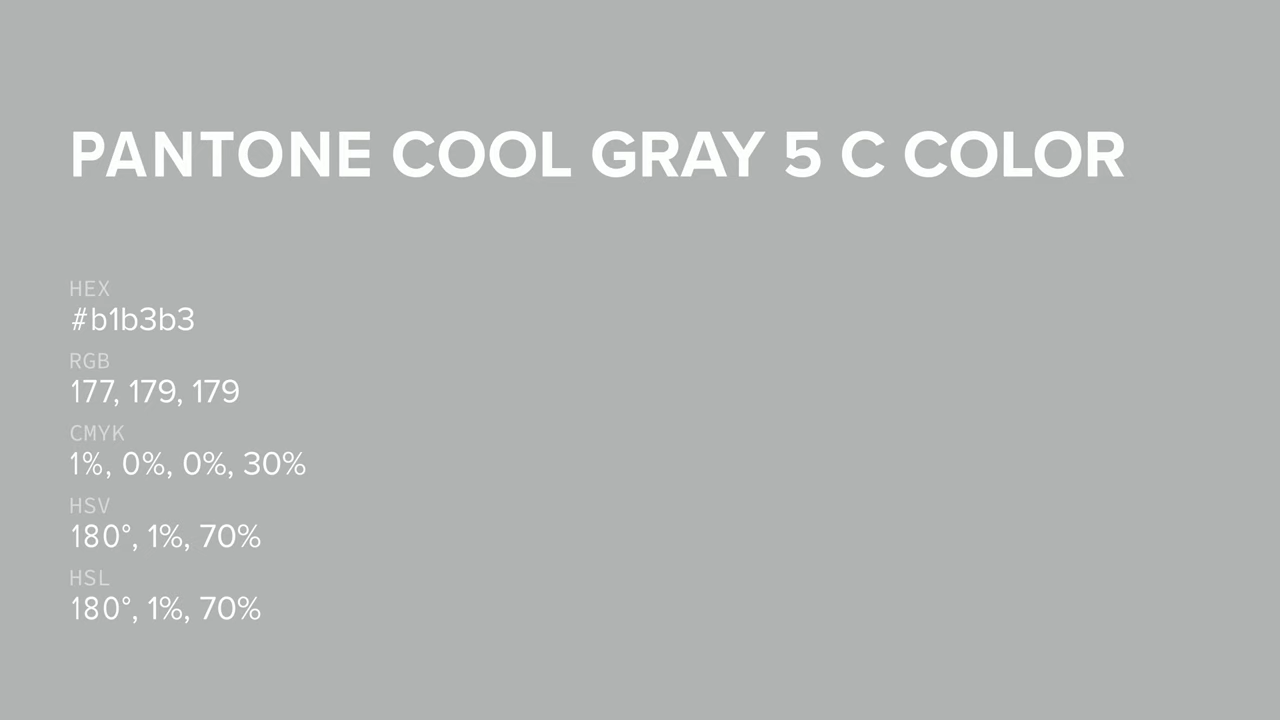 PANTONE COOL GRAY 5 C COLOR
HEX
#b1b3b3
RGB
177, 179, 179
CMYK
1%, 0%, 0%, 30%
HSV
180°, 1%, 70%
HSL
180°, 1%, 70%